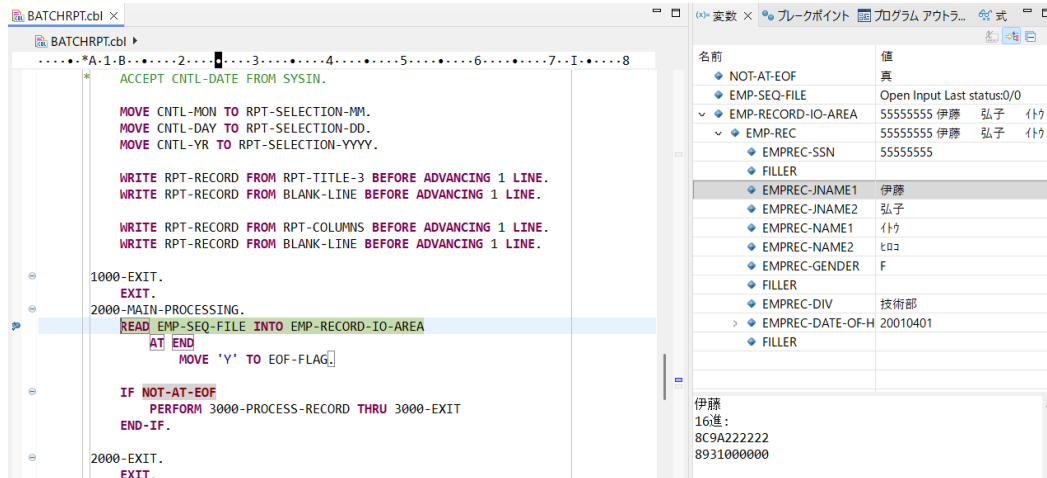 BATCHRPT.cbl
BATCHRPT.cbl
····•·*A·1·B··•····2····•····3····•····4····•····5····•····6····•····7··I·•····8
* ACCEPT CNTL-DATE FROM SYSIN.
MOVE CNTL-MON TO RPT-SELECTION-MM.
MOVE CNTL-DAY TO RPT-SELECTION-DD.
MOVE CNTL-YR TO RPT-SELECTION-YYYY.
WRITE RPT-RECORD FROM RPT-TITLE-3 BEFORE ADVANCING 1 LINE.
WRITE RPT-RECORD FROM BLANK-LINE BEFORE ADVANCING 1 LINE.
WRITE RPT-RECORD FROM RPT-COLUMNS BEFORE ADVANCING 1 LINE.
WRITE RPT-RECORD FROM BLANK-LINE BEFORE ADVANCING 1 LINE.
1000-EXIT.
EXIT.
2000-MAIN-PROCESSING.
READ EMP-SEQ-FILE INTO EMP-RECORD-IO-AREA
AT END
MOVE 'Y' TO EOF-FLAG.
IF NOT-AT-EOF
PERFORM 3000-PROCESS-RECORD THRU 3000-EXIT
END-IF.
2000-EXIT.
EXIT.
(x)= 変数 ブレークポイント プログラム アウトラ... 式
名前 値
NOT-AT-EOF 真
EMP-SEQ-FILE Open Input Last status:0/0
EMP-RECORD-IO-AREA 55555555 伊藤 弘子 ｲﾄｳ
EMP-REC 55555555 伊藤 弘子 ｲﾄｳ
EMPREC-SSN 55555555
FILLER
EMPREC-JNAME1 伊藤
EMPREC-JNAME2 弘子
EMPREC-NAME1 ｲﾄｳ
EMPREC-NAME2 ﾋﾛｺ
EMPREC-GENDER F
FILLER
EMPREC-DIV 技術部
EMPREC-DATE-OF-H 20010401
FILLER
伊藤
16進:
8C9A222222
8931000000